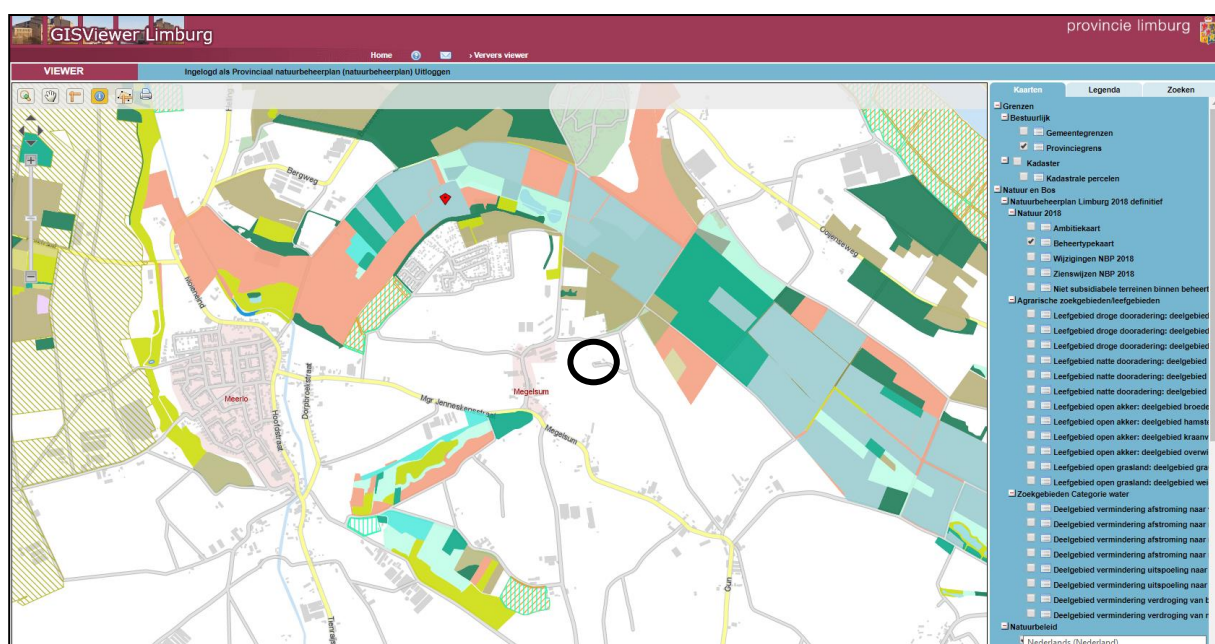 GISViewer Limburg
provincie limburg
Home
› Ververs viewer
VIEWER
Ingelogd als Provinciaal natuurbeheerplan (natuurbeheerplan) Uitloggen
Kaarten
Legenda
Zoeken
Grenzen
Bestuurlijk
Gemeentegrenzen
Provinciegrens
Kadaster
Kadastrale percelen
Natuur en Bos
Natuurbeheerplan Limburg 2018 definitief
Natuur 2018
Ambitiekaart
Beheertypekaart
Wijzigingen NBP 2018
Zienswijzen NBP 2018
Niet subsidiabele terreinen binnen beheert
Agrarische zoekgebieden/leefgebieden
Leefgebied droge dooradering: deelgebied
Leefgebied droge dooradering: deelgebied
Leefgebied droge dooradering: deelgebied
Leefgebied natte dooradering: deelgebied
Leefgebied natte dooradering: deelgebied
Leefgebied natte dooradering: deelgebied
Leefgebied open akker: deelgebied broede
Leefgebied open akker: deelgebied hamste
Leefgebied open akker: deelgebied kraanv
Leefgebied open akker: deelgebied overwi
Leefgebied open grasland: deelgebied gra
Leefgebied open grasland: deelgebied wei
Zoekgebieden Categorie water
Deelgebied vermindering afstroming naar
Deelgebied vermindering afstroming naar
Deelgebied vermindering afstroming naar
Deelgebied vermindering afstroming naar
Deelgebied vermindering uitspoeling naar
Deelgebied vermindering uitspoeling naar
Deelgebied vermindering verdroging van b
Deelgebied vermindering verdroging van r
Natuurbeleid
Nederlands (Nederland)
Bergweg
Ooyenseweg
Meerlo
Hoofdstraat
Dorpbroekstraat
Mgr Jenneskensstraat
Megelsum
Megelsum
Gun